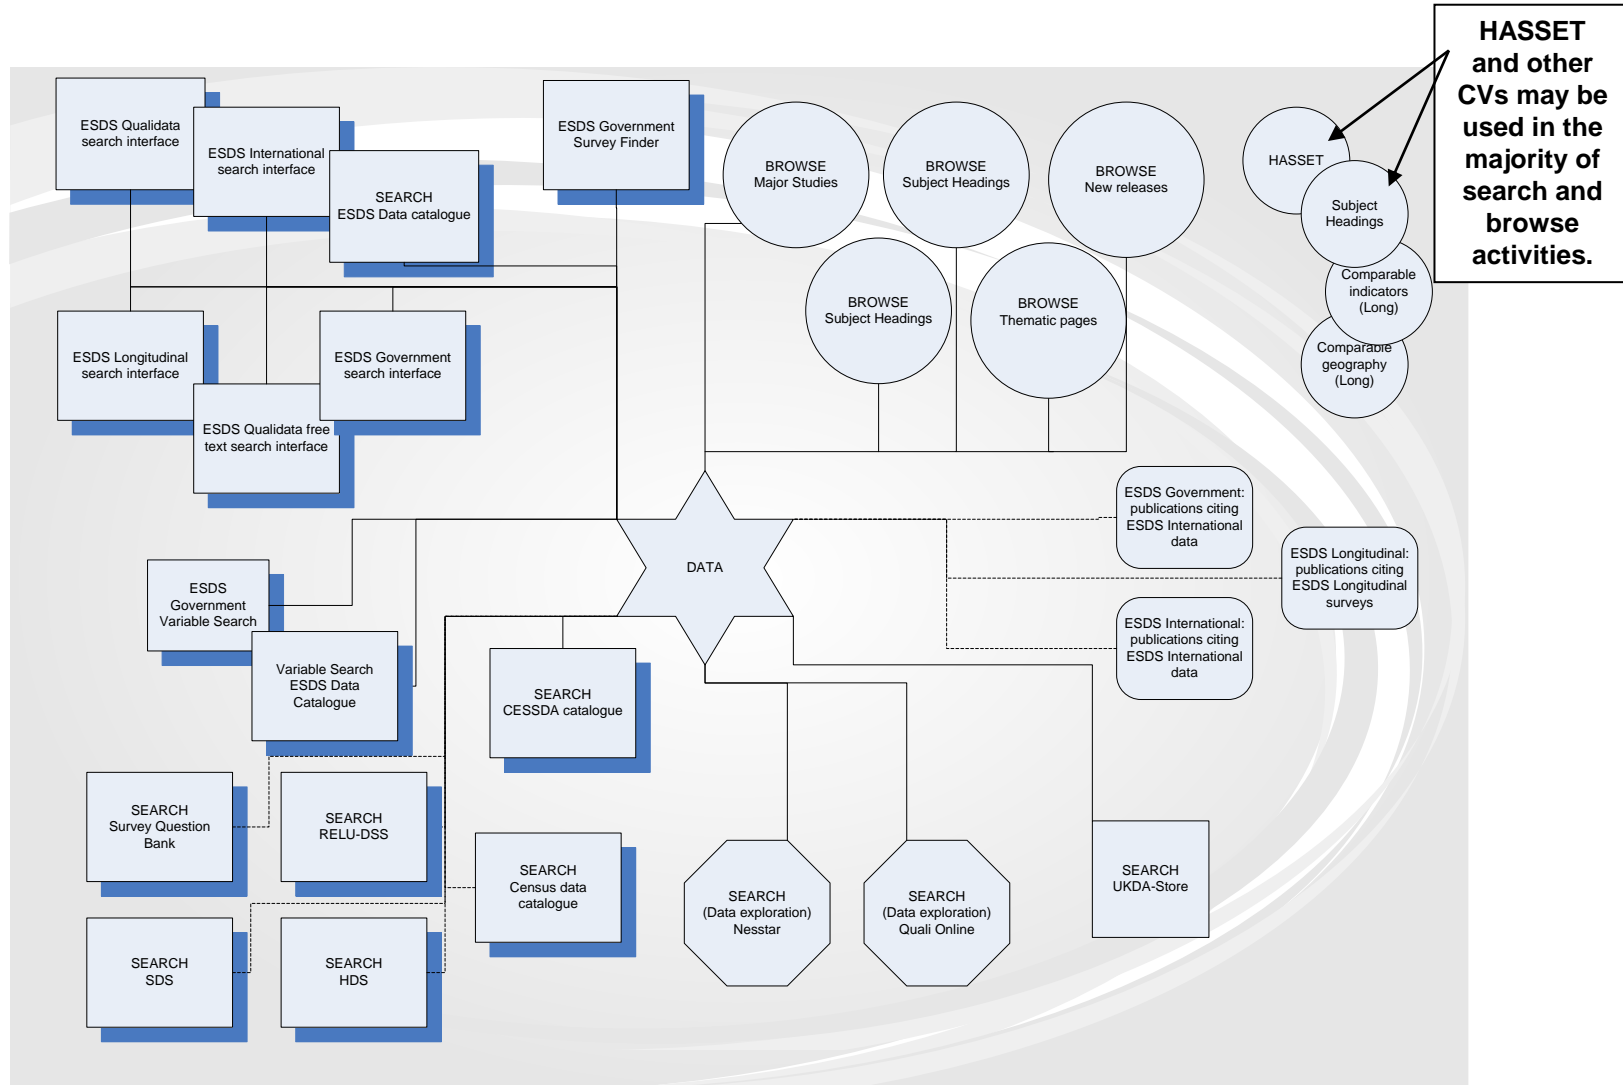 HASSET
and other
CVs may be
used in the
majority of
search and
browse
activities.
ESDS Qualidata
search interface
ESDS International
search interface
SEARCH
ESDS Data catalogue
ESDS Government
Survey Finder
BROWSE
Major Studies
BROWSE
Subject Headings
BROWSE
New releases
HASSET
Subject
Headings
Comparable
indicators
(Long)
Comparable
geography
(Long)
BROWSE
Subject Headings
BROWSE
Thematic pages
ESDS Longitudinal
search interface
ESDS Government
search interface
ESDS Qualidata free
text search interface
DATA
ESDS Government:
publications citing
ESDS International
data
ESDS Longitudinal:
publications citing
ESDS Longitudinal
surveys
ESDS International:
publications citing
ESDS International
data
ESDS
Government
Variable Search
Variable Search
ESDS Data
Catalogue
SEARCH
CESSDA catalogue
SEARCH
Survey Question
Bank
SEARCH
RELU-DSS
SEARCH
Census data
catalogue
SEARCH
(Data exploration)
Nesstar
SEARCH
(Data exploration)
Quali Online
SEARCH
UKDA-Store
SEARCH
SDS
SEARCH
HDS